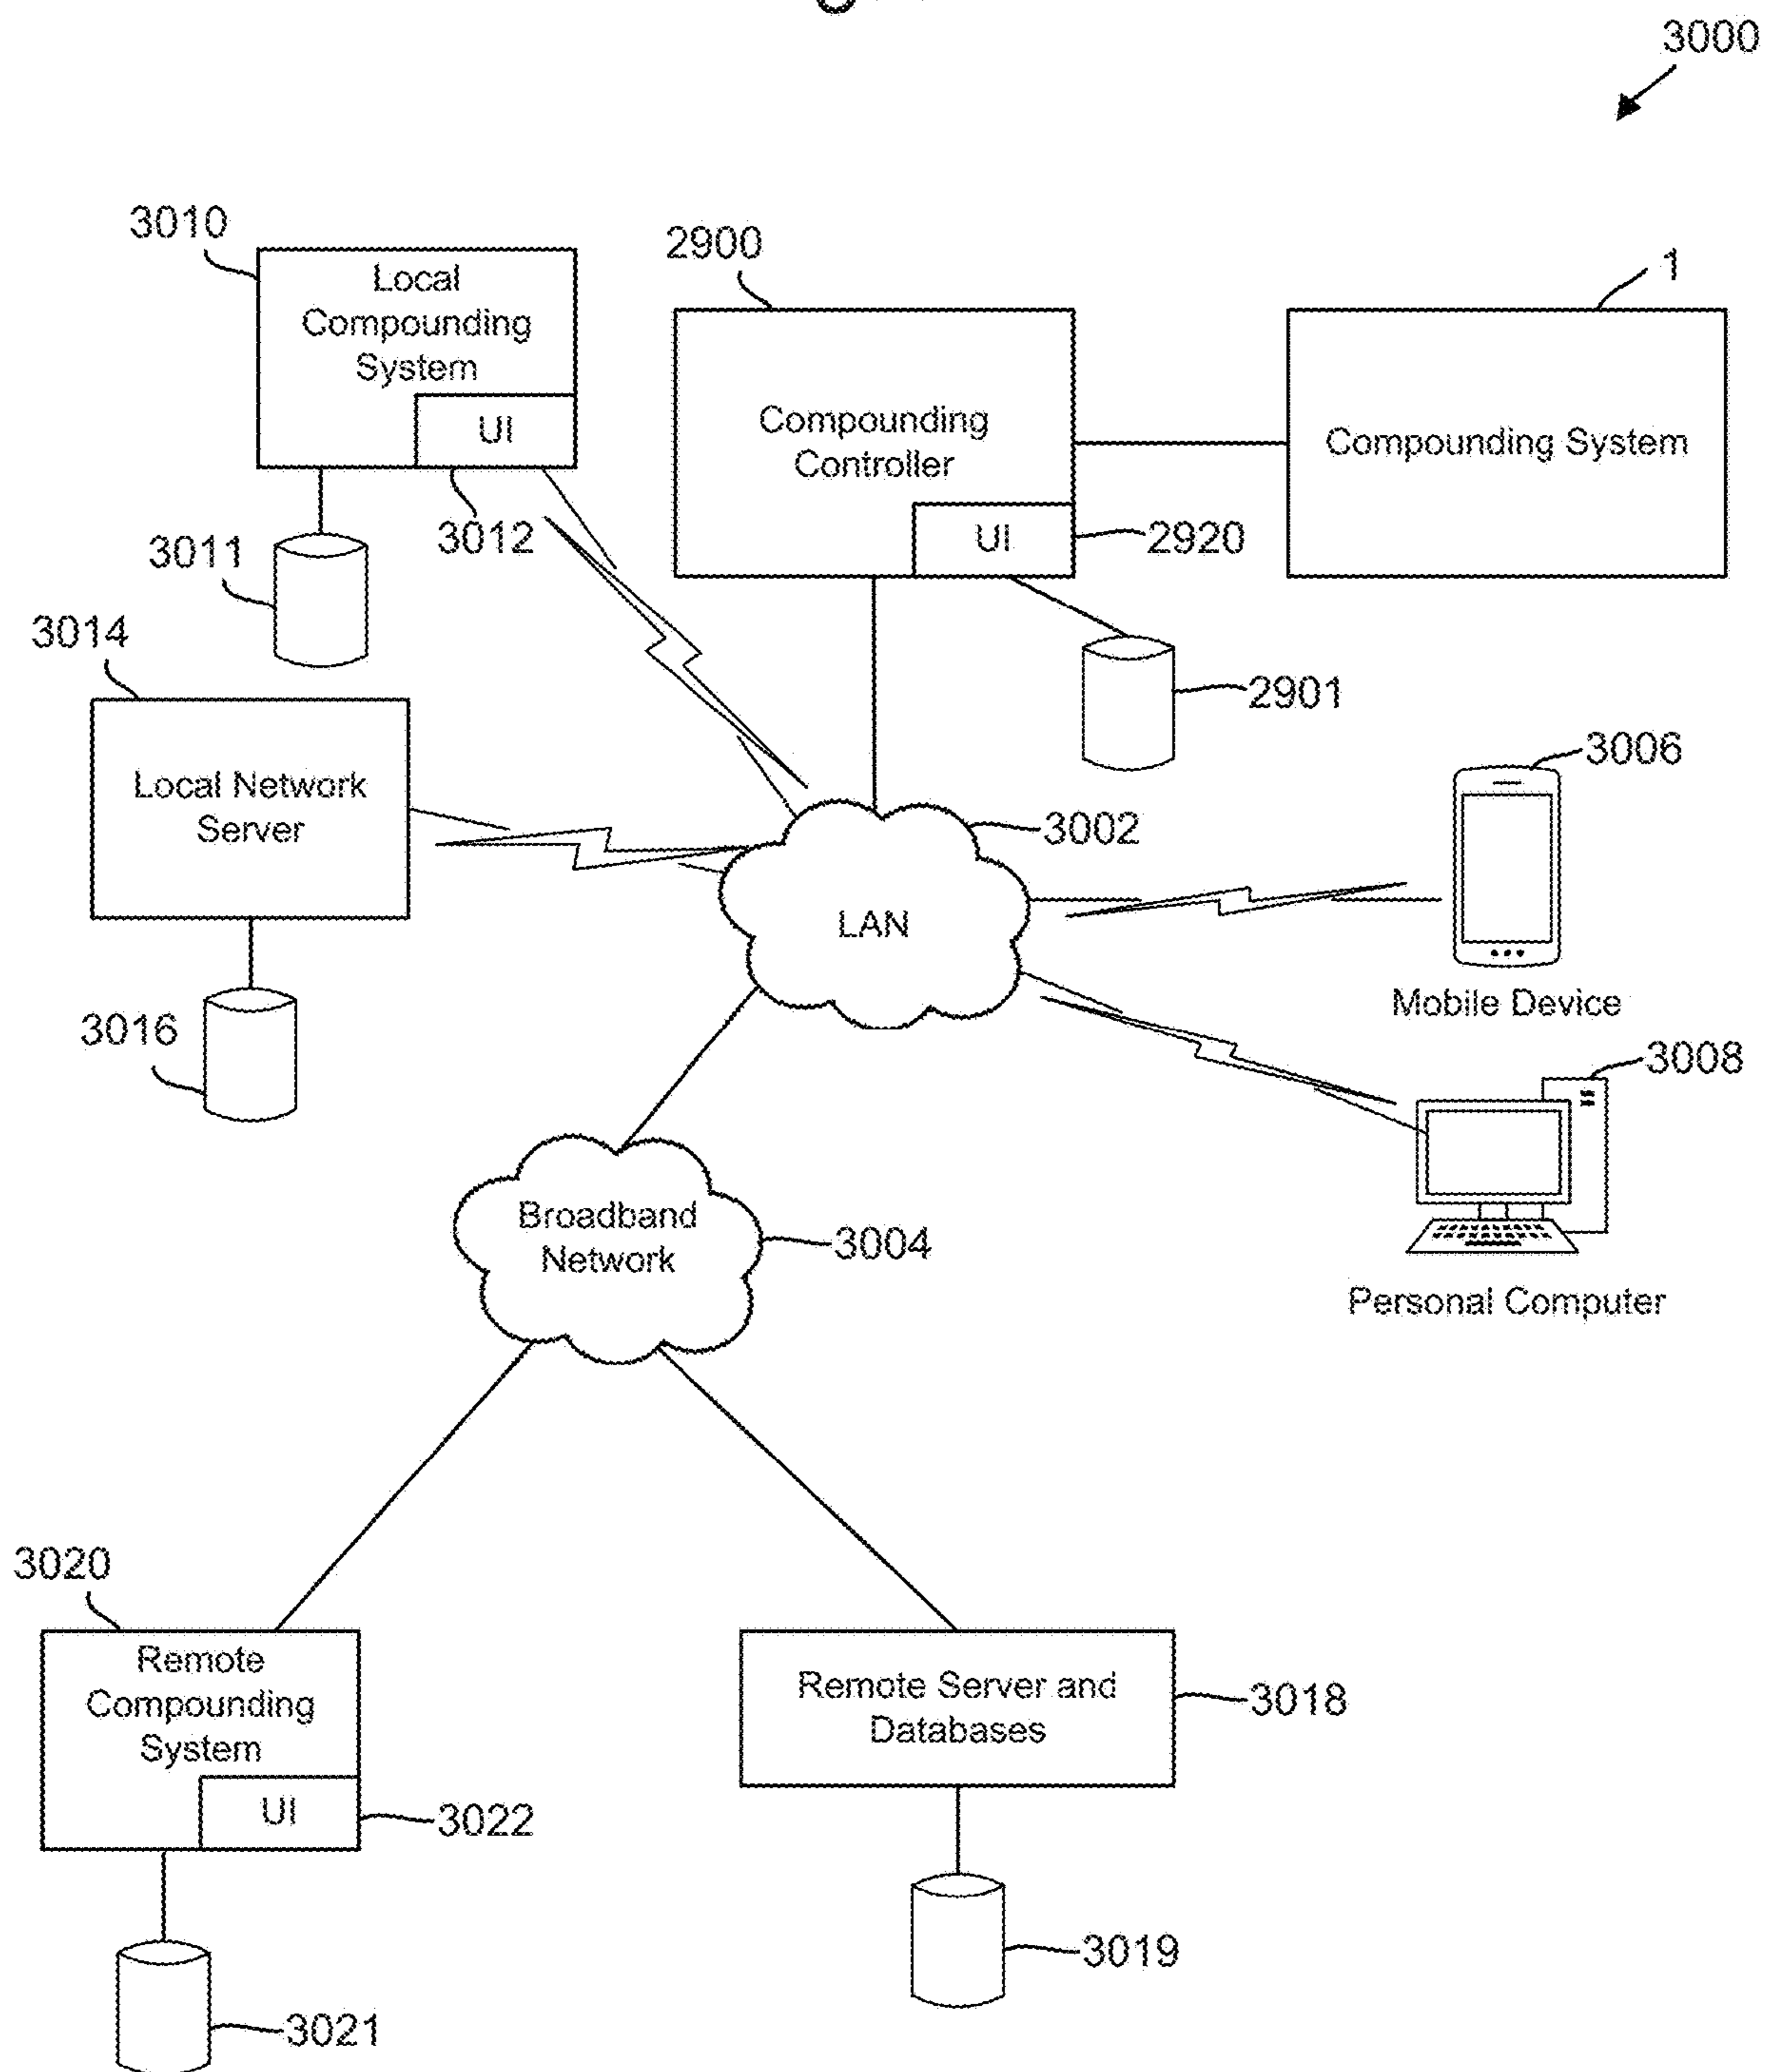 3000
3010
Local
Compounding
System
UI
3012
3011
2900
Compounding
Controller
UI
2920
2901
1
Compounding System
3014
Local Network
Server
3016
3002
LAN
3006
Mobile Device
3008
Personal Computer
Broadband
Network
3004
3020
Remote
Compounding
System
UI
3022
3021
Remote Server and
Databases
3018
3019